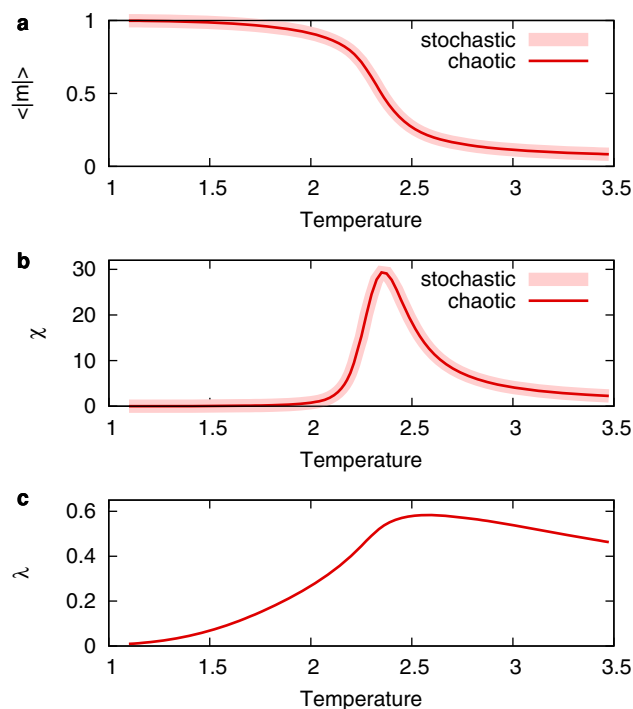 a
1
0.5
0
<|m|>
stochastic
chaotic
1
1.5
2
2.5
3
3.5
Temperature
b
30
20
10
0
χ
stochastic
chaotic
1
1.5
2
2.5
3
3.5
Temperature
c
0.6
0.4
0.2
0
λ
1
1.5
2
2.5
3
3.5
Temperature